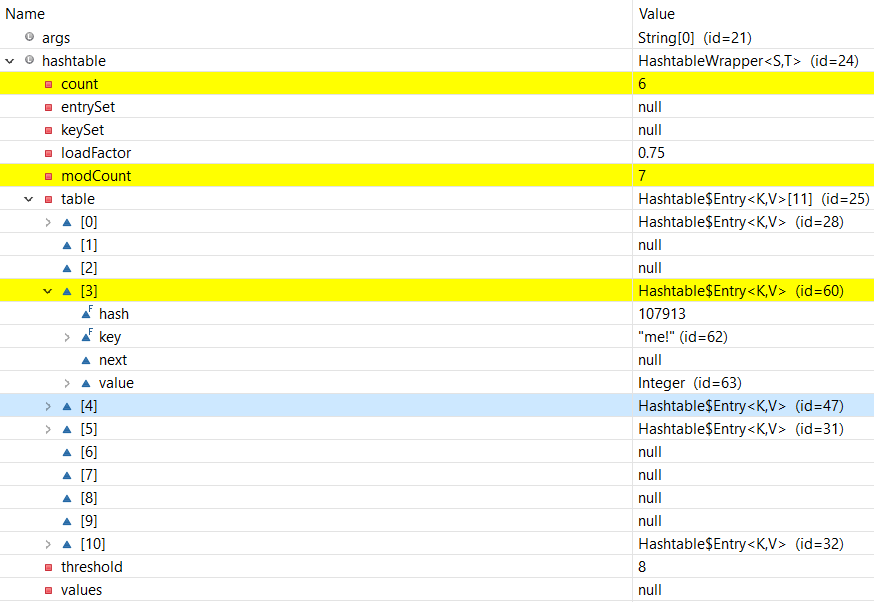 Name Value
args String[0] (id=21)
hashtable HashtableWrapper<S,T> (id=24)
count 6
entrySet null
keySet null
loadFactor 0.75
modCount 7
table Hashtable$Entry<K,V>[11] (id=25)
[0] Hashtable$Entry<K,V> (id=28)
[1] null
[2] null
[3] Hashtable$Entry<K,V> (id=60)
F hash 107913
F key "me!" (id=62)
next null
value Integer (id=63)
[4] Hashtable$Entry<K,V> (id=47)
[5] Hashtable$Entry<K,V> (id=31)
[6] null
[7] null
[8] null
[9] null
[10] Hashtable$Entry<K,V> (id=32)
threshold 8
values null